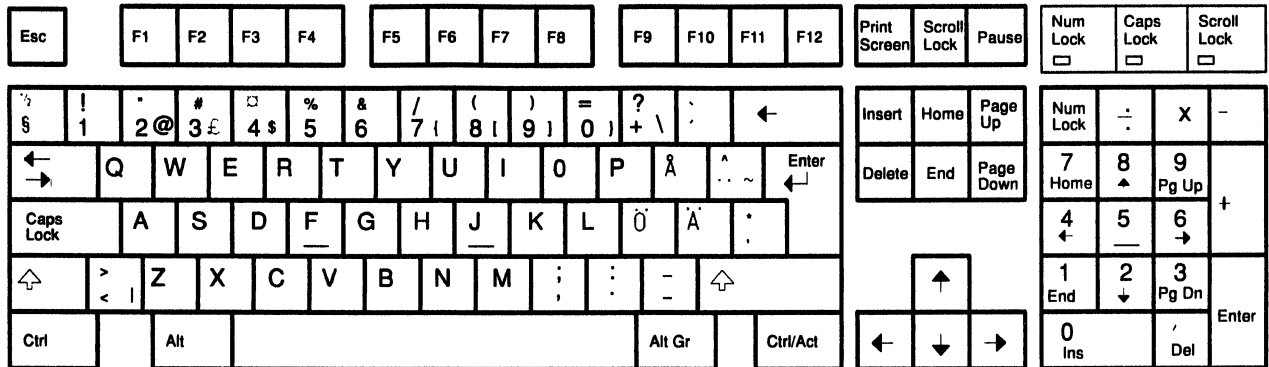 Esc F1 F2 F3 F4 F5 F6 F7 F8 F9 F10 F11 F12 Print Screen Scroll Lock Pause Num Lock Caps Lock Scroll Lock
½ ! " # ¤ % & / ( ) = ? `
§ 1 2 @ 3 £ 4 $ 5 6 7 { 8 [ 9 ] 0 } + \ ´ ←
Insert Home Page Up Num Lock ÷ X -
Q W E R T Y U I O P Å ^ ¨ ~ Enter
Delete End Page Down 7 Home 8 9 Pg Up +
Caps Lock A S D F G H J K L Ö Ä * '
4 ← 5 6 →
> < | Z X C V B N M ; , : . _ -
1 End 2 ↓ 3 Pg Dn Enter
Ctrl Alt Alt Gr Ctrl/Act ← ↓ → 0 Ins , Del